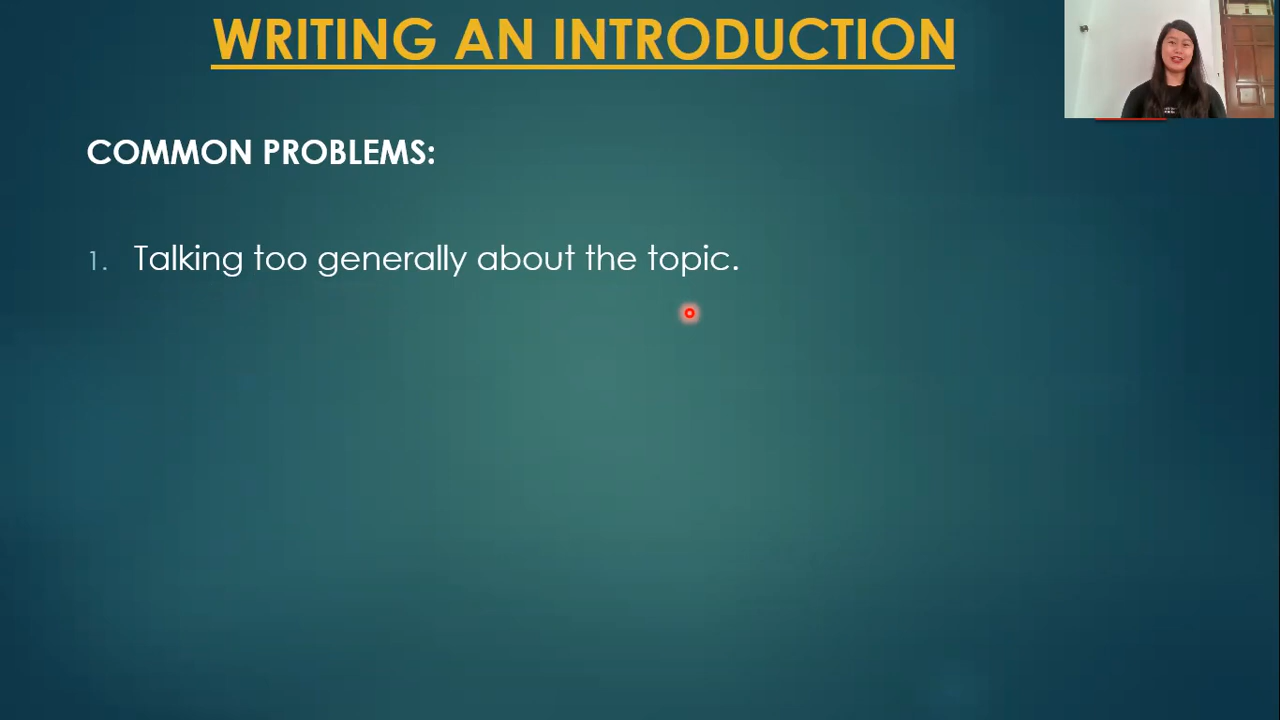 WRITING AN INTRODUCTION
COMMON PROBLEMS:
1. Talking too generally about the topic.